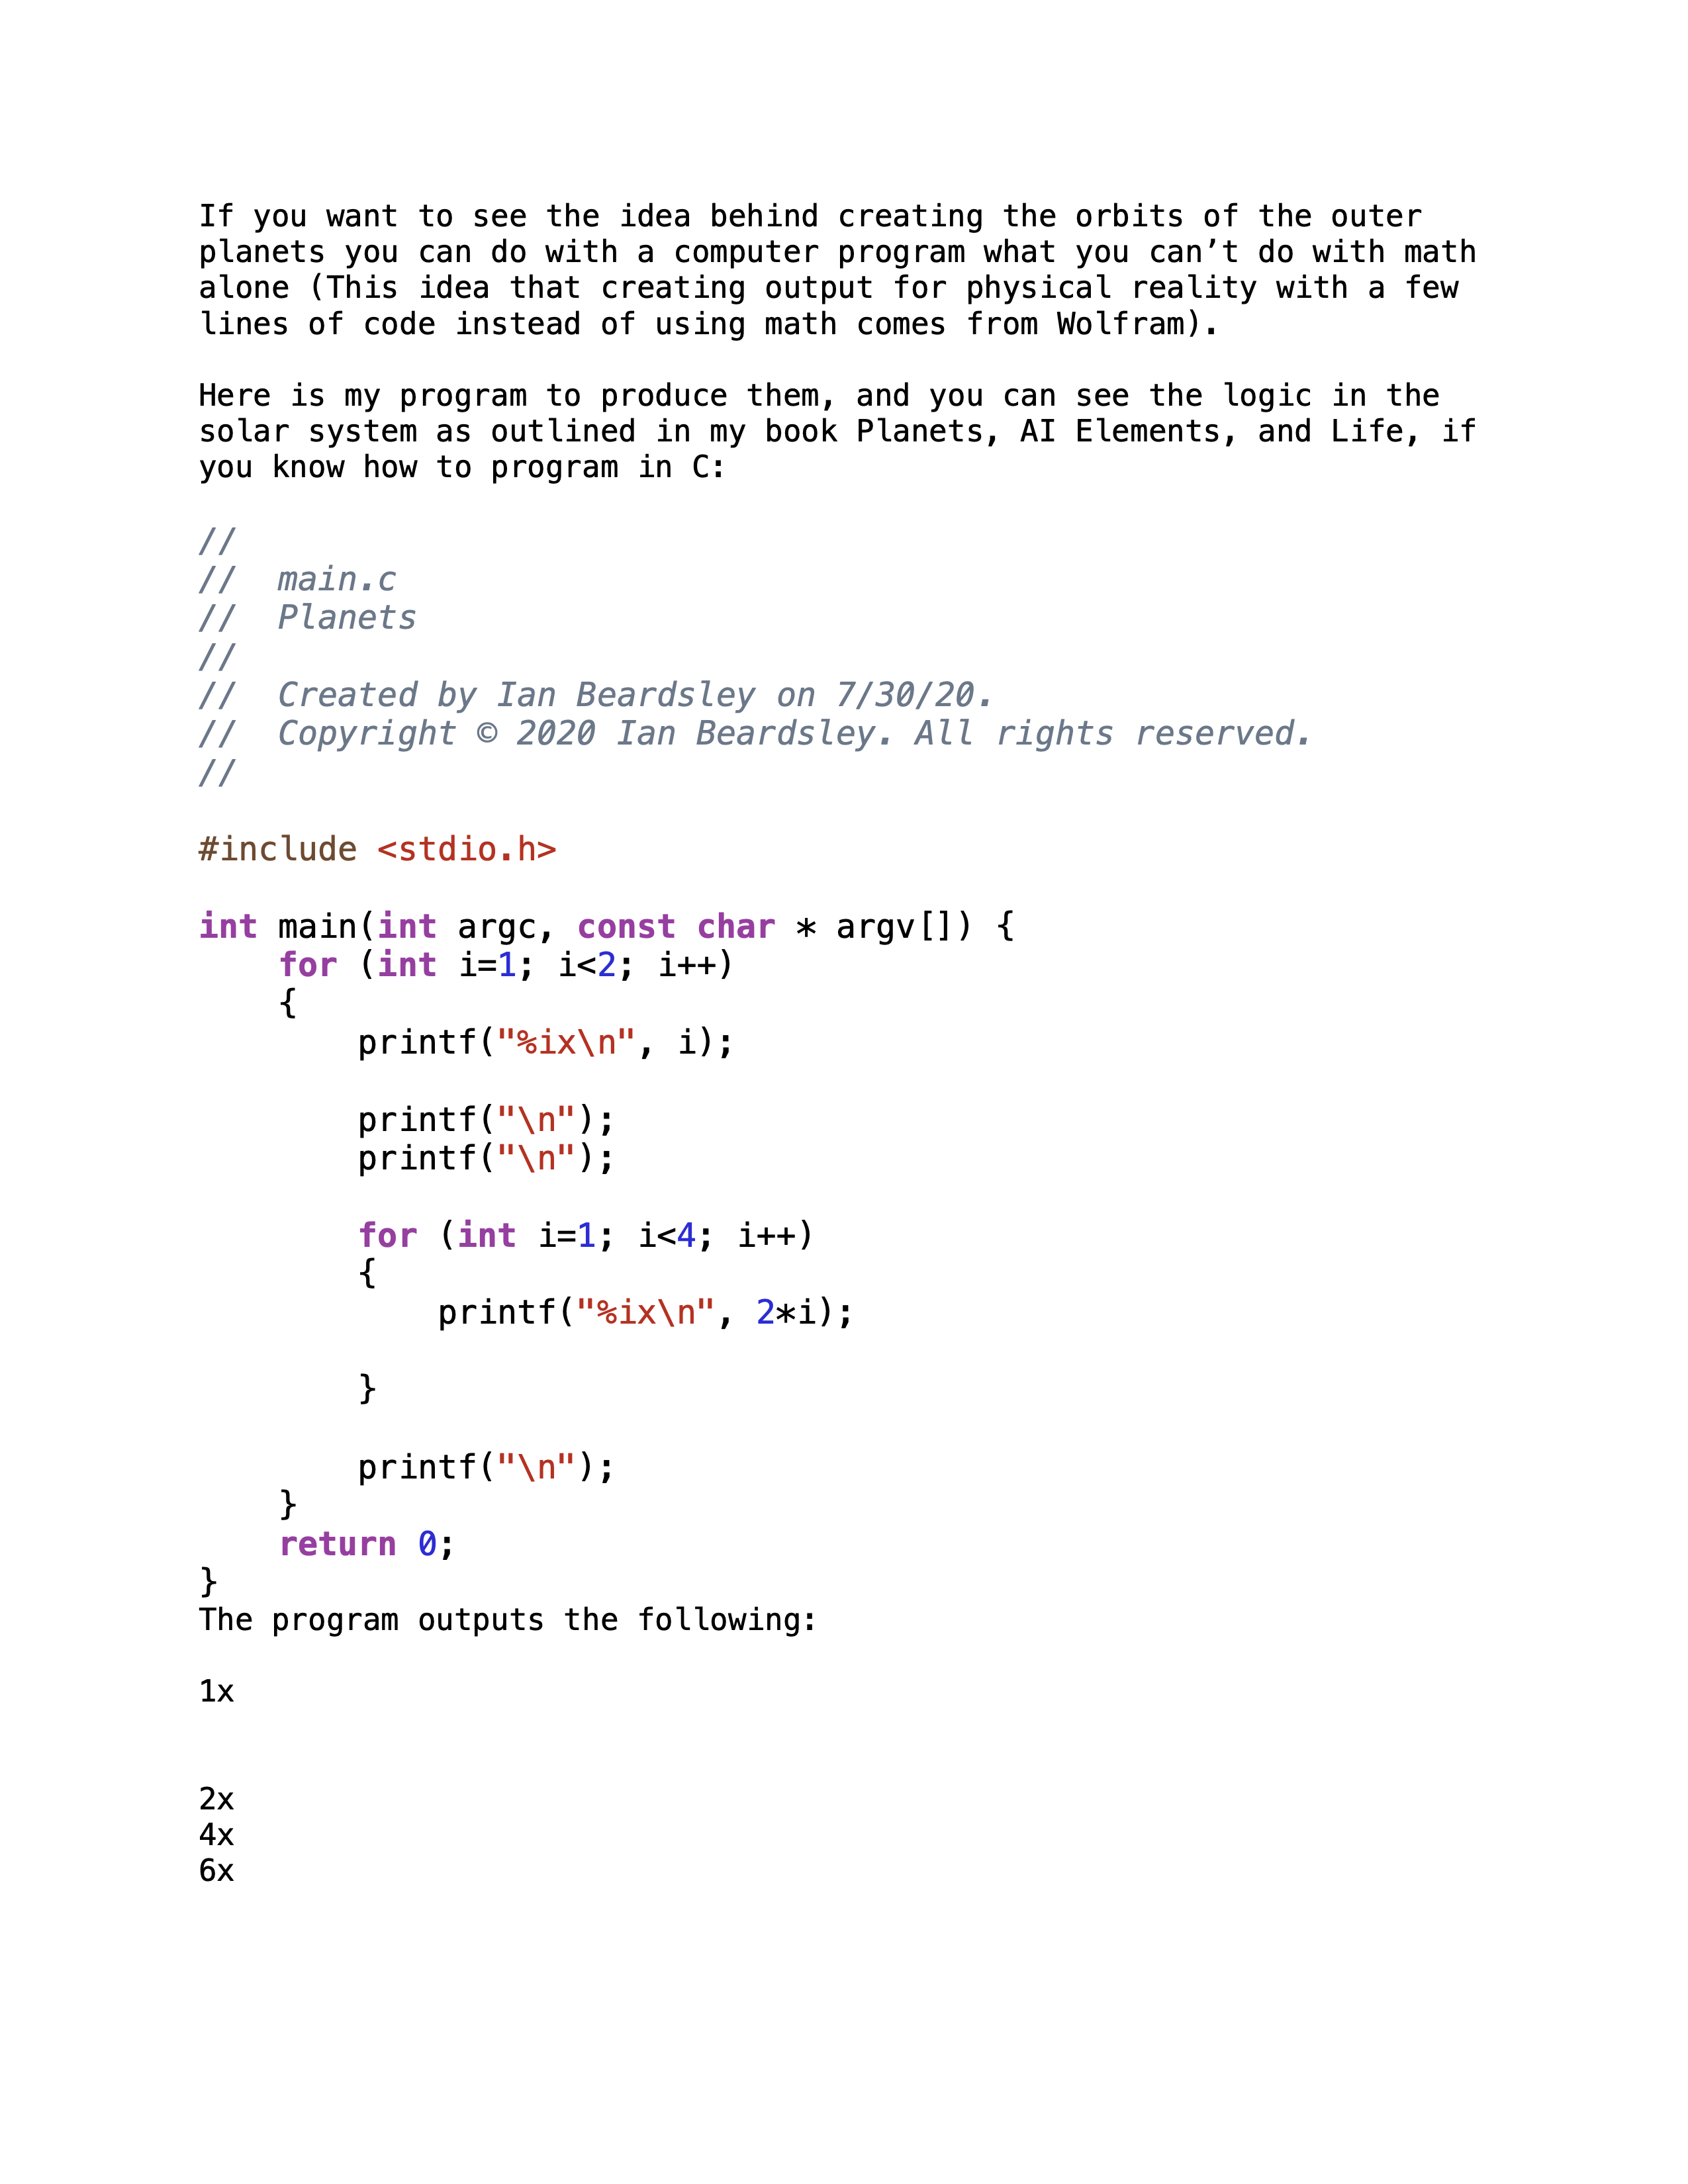 If you want to see the idea behind creating the orbits of the outer
planets you can do with a computer program what you can’t do with math
alone (This idea that creating output for physical reality with a few
lines of code instead of using math comes from Wolfram).
Here is my program to produce them, and you can see the logic in the
solar system as outlined in my book Planets, AI Elements, and Life, if
you know how to program in C:
//
//  main.c
//  Planets
//
//  Created by Ian Beardsley on 7/30/20.
//  Copyright © 2020 Ian Beardsley. All rights reserved.
//
#include <stdio.h>
int main(int argc, const char * argv[]) {
    for (int i=1; i<2; i++)
    {
        printf("%ix\n", i);
        printf("\n");
        printf("\n");
        for (int i=1; i<4; i++)
        {
            printf("%ix\n", 2*i);
        }
        printf("\n");
    }
    return 0;
}
The program outputs the following:
1x
2x
4x
6x